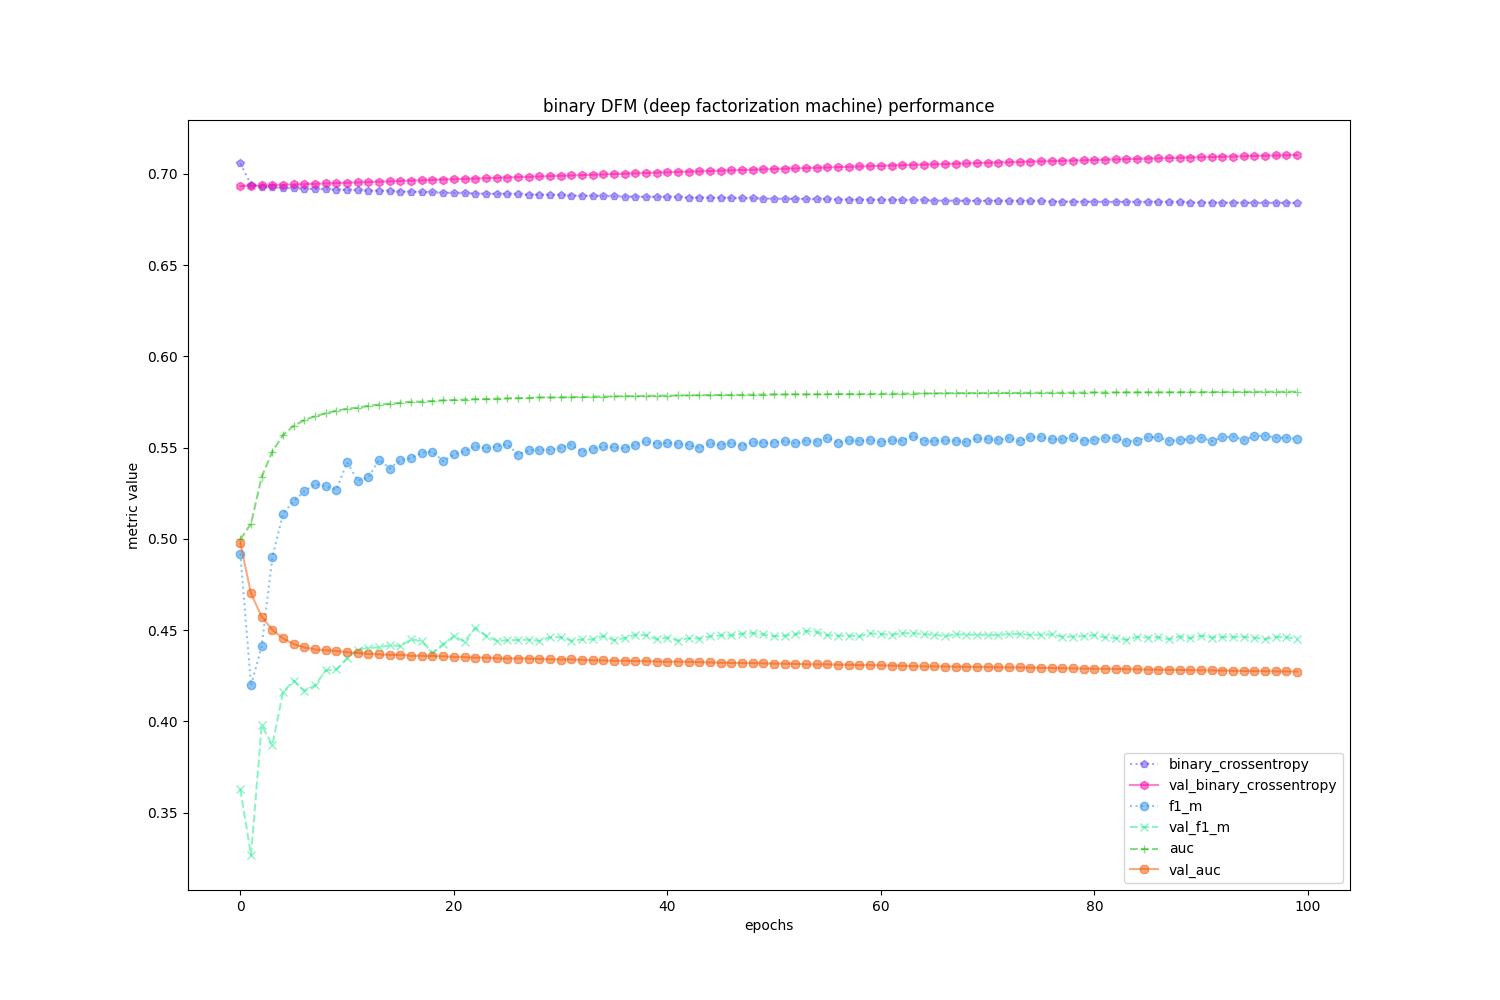 binary DFM (deep factorization machine) performance
metric value
0.70
0.65
0.60
0.55
0.50
0.45
0.40
0.35
0
20
40
60
80
100
epochs
binary_crossentropy
val_binary_crossentropy
f1_m
val_f1_m
auc
val_auc